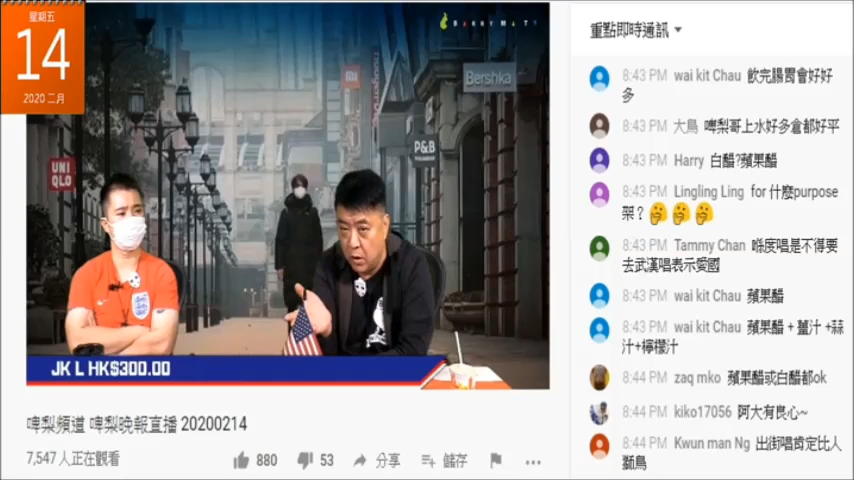 星期五
14
2020 二月
BARRYMA TV
mi
Bershka
P&B
UNI
QLO
JK L HK$300.00
啤梨頻道 啤梨晚報直播 20200214
7,547 人正在觀看
880
53
分享
儲存
重點即時通訊
8:43 PM wai kit Chau 飲完腸胃會好好
多
8:43 PM 大鳥 啤梨哥上水好多倉都好平
8:43 PM Harry 白醋?蘋果醋
8:43 PM Lingling Ling for 什麼purpose
架？🤔🤔🤔
8:43 PM Tammy Chan 喺度唱是不得要
去武漢唱表示愛國
8:43 PM wai kit Chau 蘋果醋
8:43 PM wai kit Chau 蘋果醋 + 薑汁 +蒜
汁+檸檬汁
8:44 PM zaq mko 蘋果醋或白醋都ok
8:44 PM kiko17056 阿大有良心~
8:44 PM Kwun man Ng 出街唱肯定比人
獅鳥